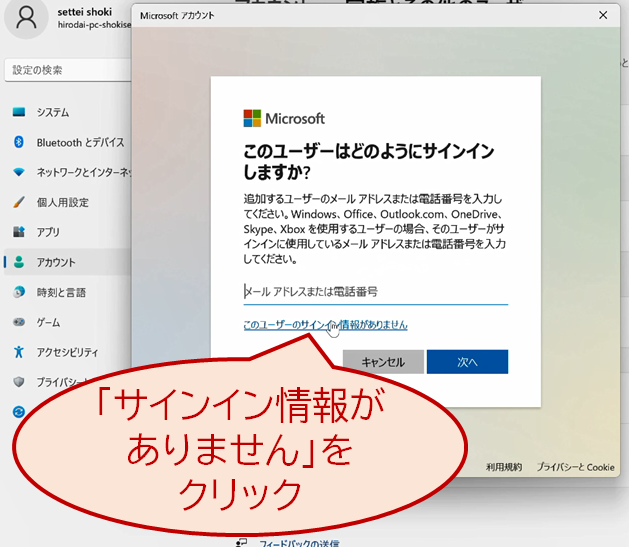 settei shoki
hirodai-pc-shokise
設定の検索
システム
Bluetooth とデバイス
ネットワークとインターネッ
個人用設定
アプリ
アカウント
時刻と言語
ゲーム
アクセシビリティ
プライバシー
Microsoft アカウント
Microsoft
このユーザーはどのようにサインイン
しますか?
追加するユーザーのメール アドレスまたは電話番号を入力し
てください。Windows、Office、Outlook.com、OneDrive、
Skype、Xbox を使用するユーザーの場合、そのユーザーがサ
インインに使用しているメール アドレスまたは電話番号を入力
してください。
メール アドレスまたは電話番号
このユーザーのサインイン情報がありません
キャンセル
次へ
「サインイン情報が
ありません」を
クリック
利用規約
プライバシーと Cookie
フィードバックの送信